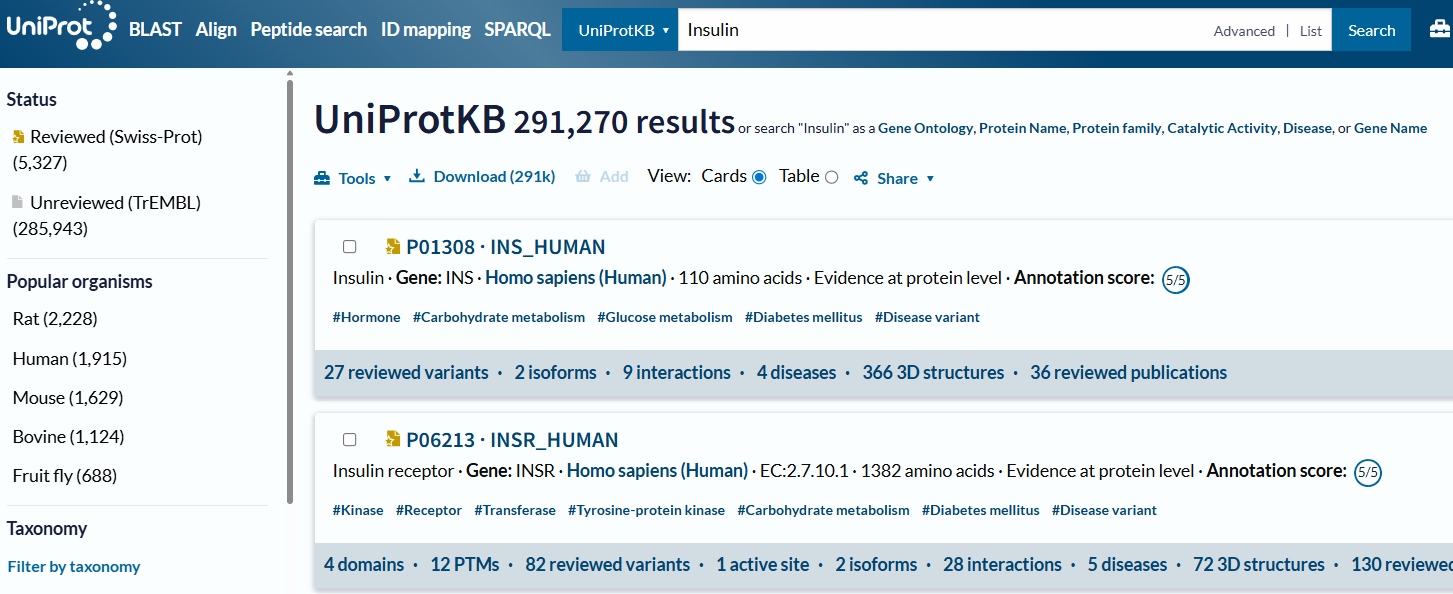 UniProt BLAST Align Peptide search ID mapping SPARQL UniProtKB Insulin Advanced | List Search
Status
Reviewed (Swiss-Prot)
(5,327)
Unreviewed (TrEMBL)
(285,943)
Popular organisms
Rat (2,228)
Human (1,915)
Mouse (1,629)
Bovine (1,124)
Fruit fly (688)
Taxonomy
Filter by taxonomy
UniProtKB 291,270 results or search "Insulin" as a Gene Ontology, Protein Name, Protein family, Catalytic Activity, Disease, or Gene Name
Tools Download (291k) Add View: Cards Table Share
P01308 · INS_HUMAN
Insulin · Gene: INS · Homo sapiens (Human) · 110 amino acids · Evidence at protein level · Annotation score: 5/5
#Hormone #Carbohydrate metabolism #Glucose metabolism #Diabetes mellitus #Disease variant
27 reviewed variants · 2 isoforms · 9 interactions · 4 diseases · 366 3D structures · 36 reviewed publications
P06213 · INSR_HUMAN
Insulin receptor · Gene: INSR · Homo sapiens (Human) · EC:2.7.10.1 · 1382 amino acids · Evidence at protein level · Annotation score: 5/5
#Kinase #Receptor #Transferase #Tyrosine-protein kinase #Carbohydrate metabolism #Diabetes mellitus #Disease variant
4 domains · 12 PTMs · 82 reviewed variants · 1 active site · 2 isoforms · 28 interactions · 5 diseases · 72 3D structures · 130 reviewed